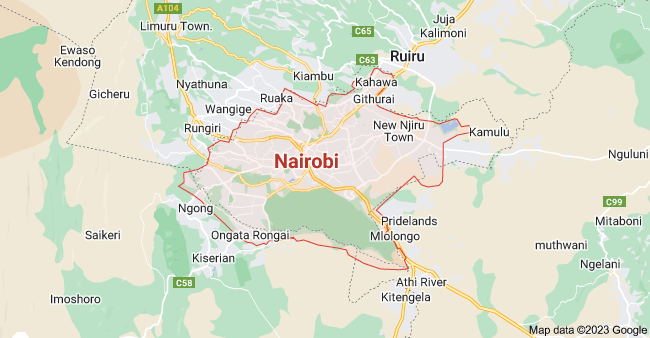 A104
Limuru Town.
Juja
Kalimoni
C65
Ewaso
Kendong
Ruiru
C63
Kiambu
Kahawa
Nyathuna
Gicheru
Ruaka
Githurai
Wangige
New Njiru
Town
Rungiri
Kamulu
Nairobi
Nguluni
C99
Ngong
Pridelands
Mitaboni
Saikeri
Ongata Rongai
Mlolongo
muthwani
Kiserian
Ngelani
C58
Athi River
Imoshoro
Kitengela
Map data ©2023 Google